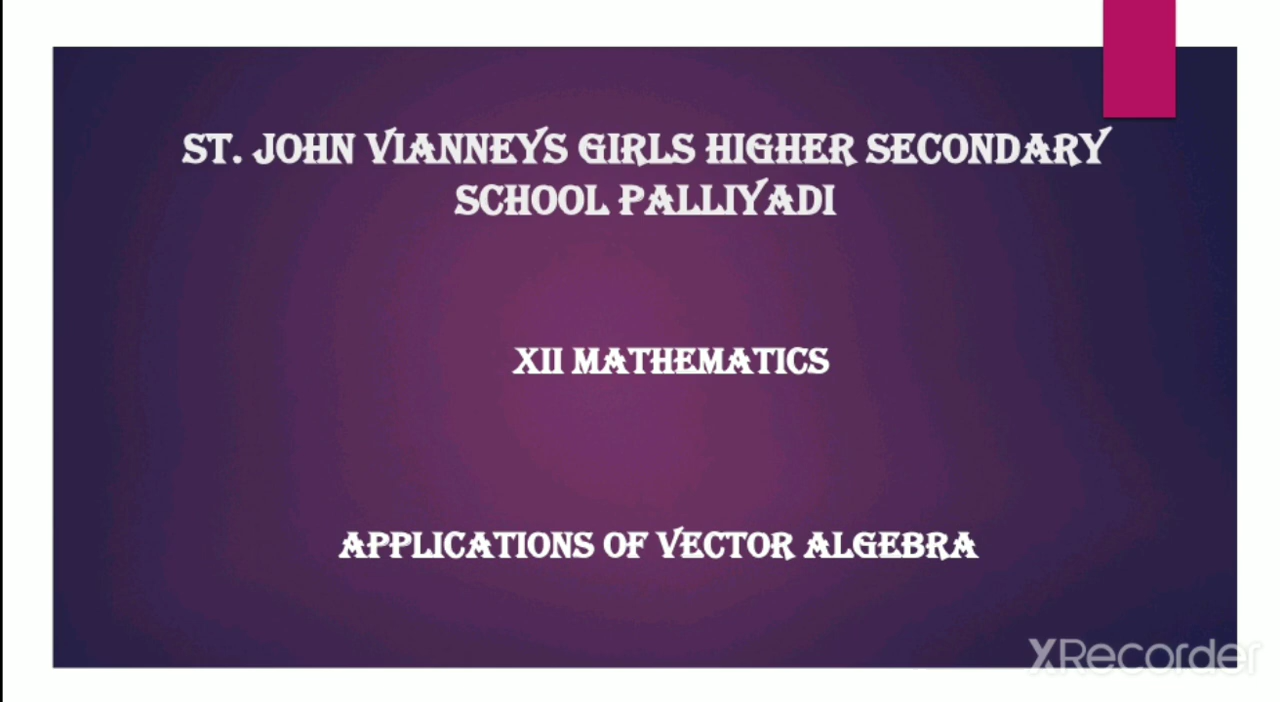 ST. JOHN VIANNEYS GIRLS HIGHER SECONDARY
SCHOOL PALLIYADI
XII MATHEMATICS
APPLICATIONS OF VECTOR ALGEBRA
XRecorder